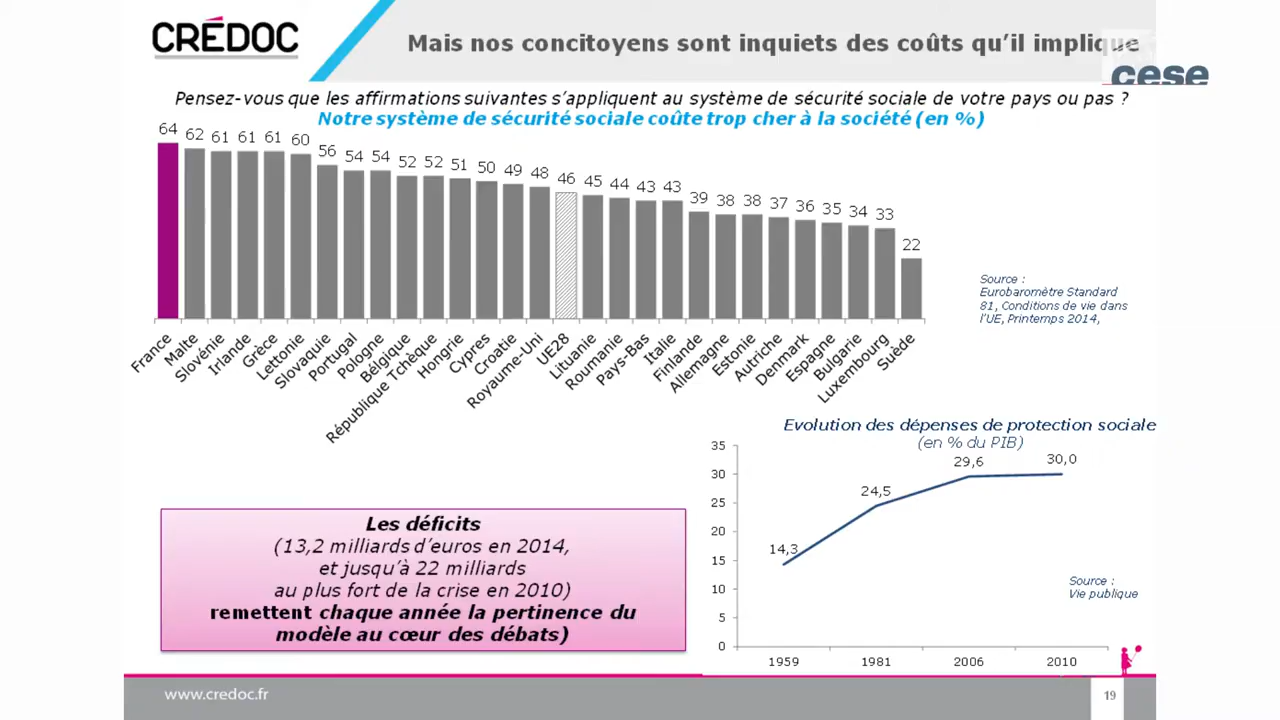 CRÉDOC
Mais nos concitoyens sont inquiets des coûts qu'il implique
cese
Pensez-vous que les affirmations suivantes s'appliquent au système de sécurité sociale de votre pays ou pas ?
Notre système de sécurité sociale coûte trop cher à la société (en %)
64 62 61 61 61 60 56 54 54 52 52 51 50 49 48 46 45 44 43 43 39 38 38 37 36 35 34 33 22
France Malte Slovénie Irlande Grèce Lettonie Slovaquie Portugal Pologne Bélgique République Tchèque Hongrie Cypres Croatie Royaume-Uni UE28 Lituanie Roumanie Pays-Bas Italie Finlande Allemagne Estonie Autriche Denmark Espagne Bulgarie Luxembourg Suède
Source :
Eurobaromètre Standard
81, Conditions de vie dans
l'UE, Printemps 2014,
Les déficits
(13,2 milliards d'euros en 2014,
et jusqu'à 22 milliards
au plus fort de la crise en 2010)
remettent chaque année la pertinence du
modèle au cœur des débats)
Evolution des dépenses de protection sociale
(en % du PIB)
35
30
25
20
15
10
5
0
14,3 24,5 29,6 30,0
1959 1981 2006 2010
Source :
Vie publique
www.credoc.fr
19